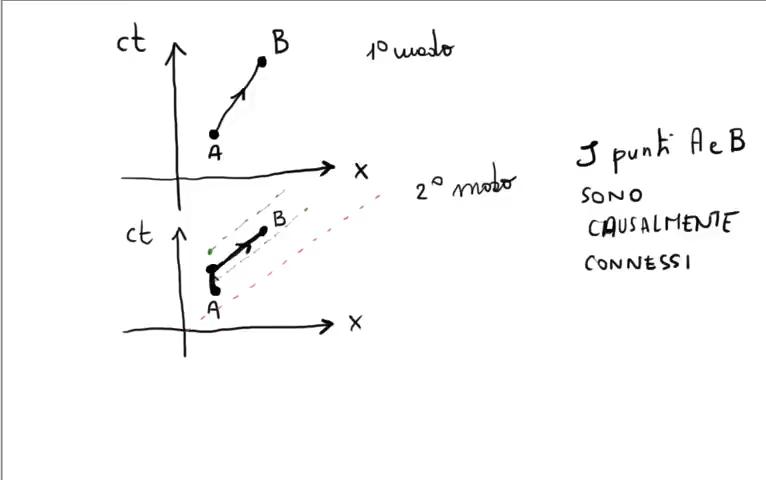 ct
B
1° modo
A
x
I punti A e B
SONO
CAUSALMENTE
CONNESSI
2° modo
ct
B
A
x